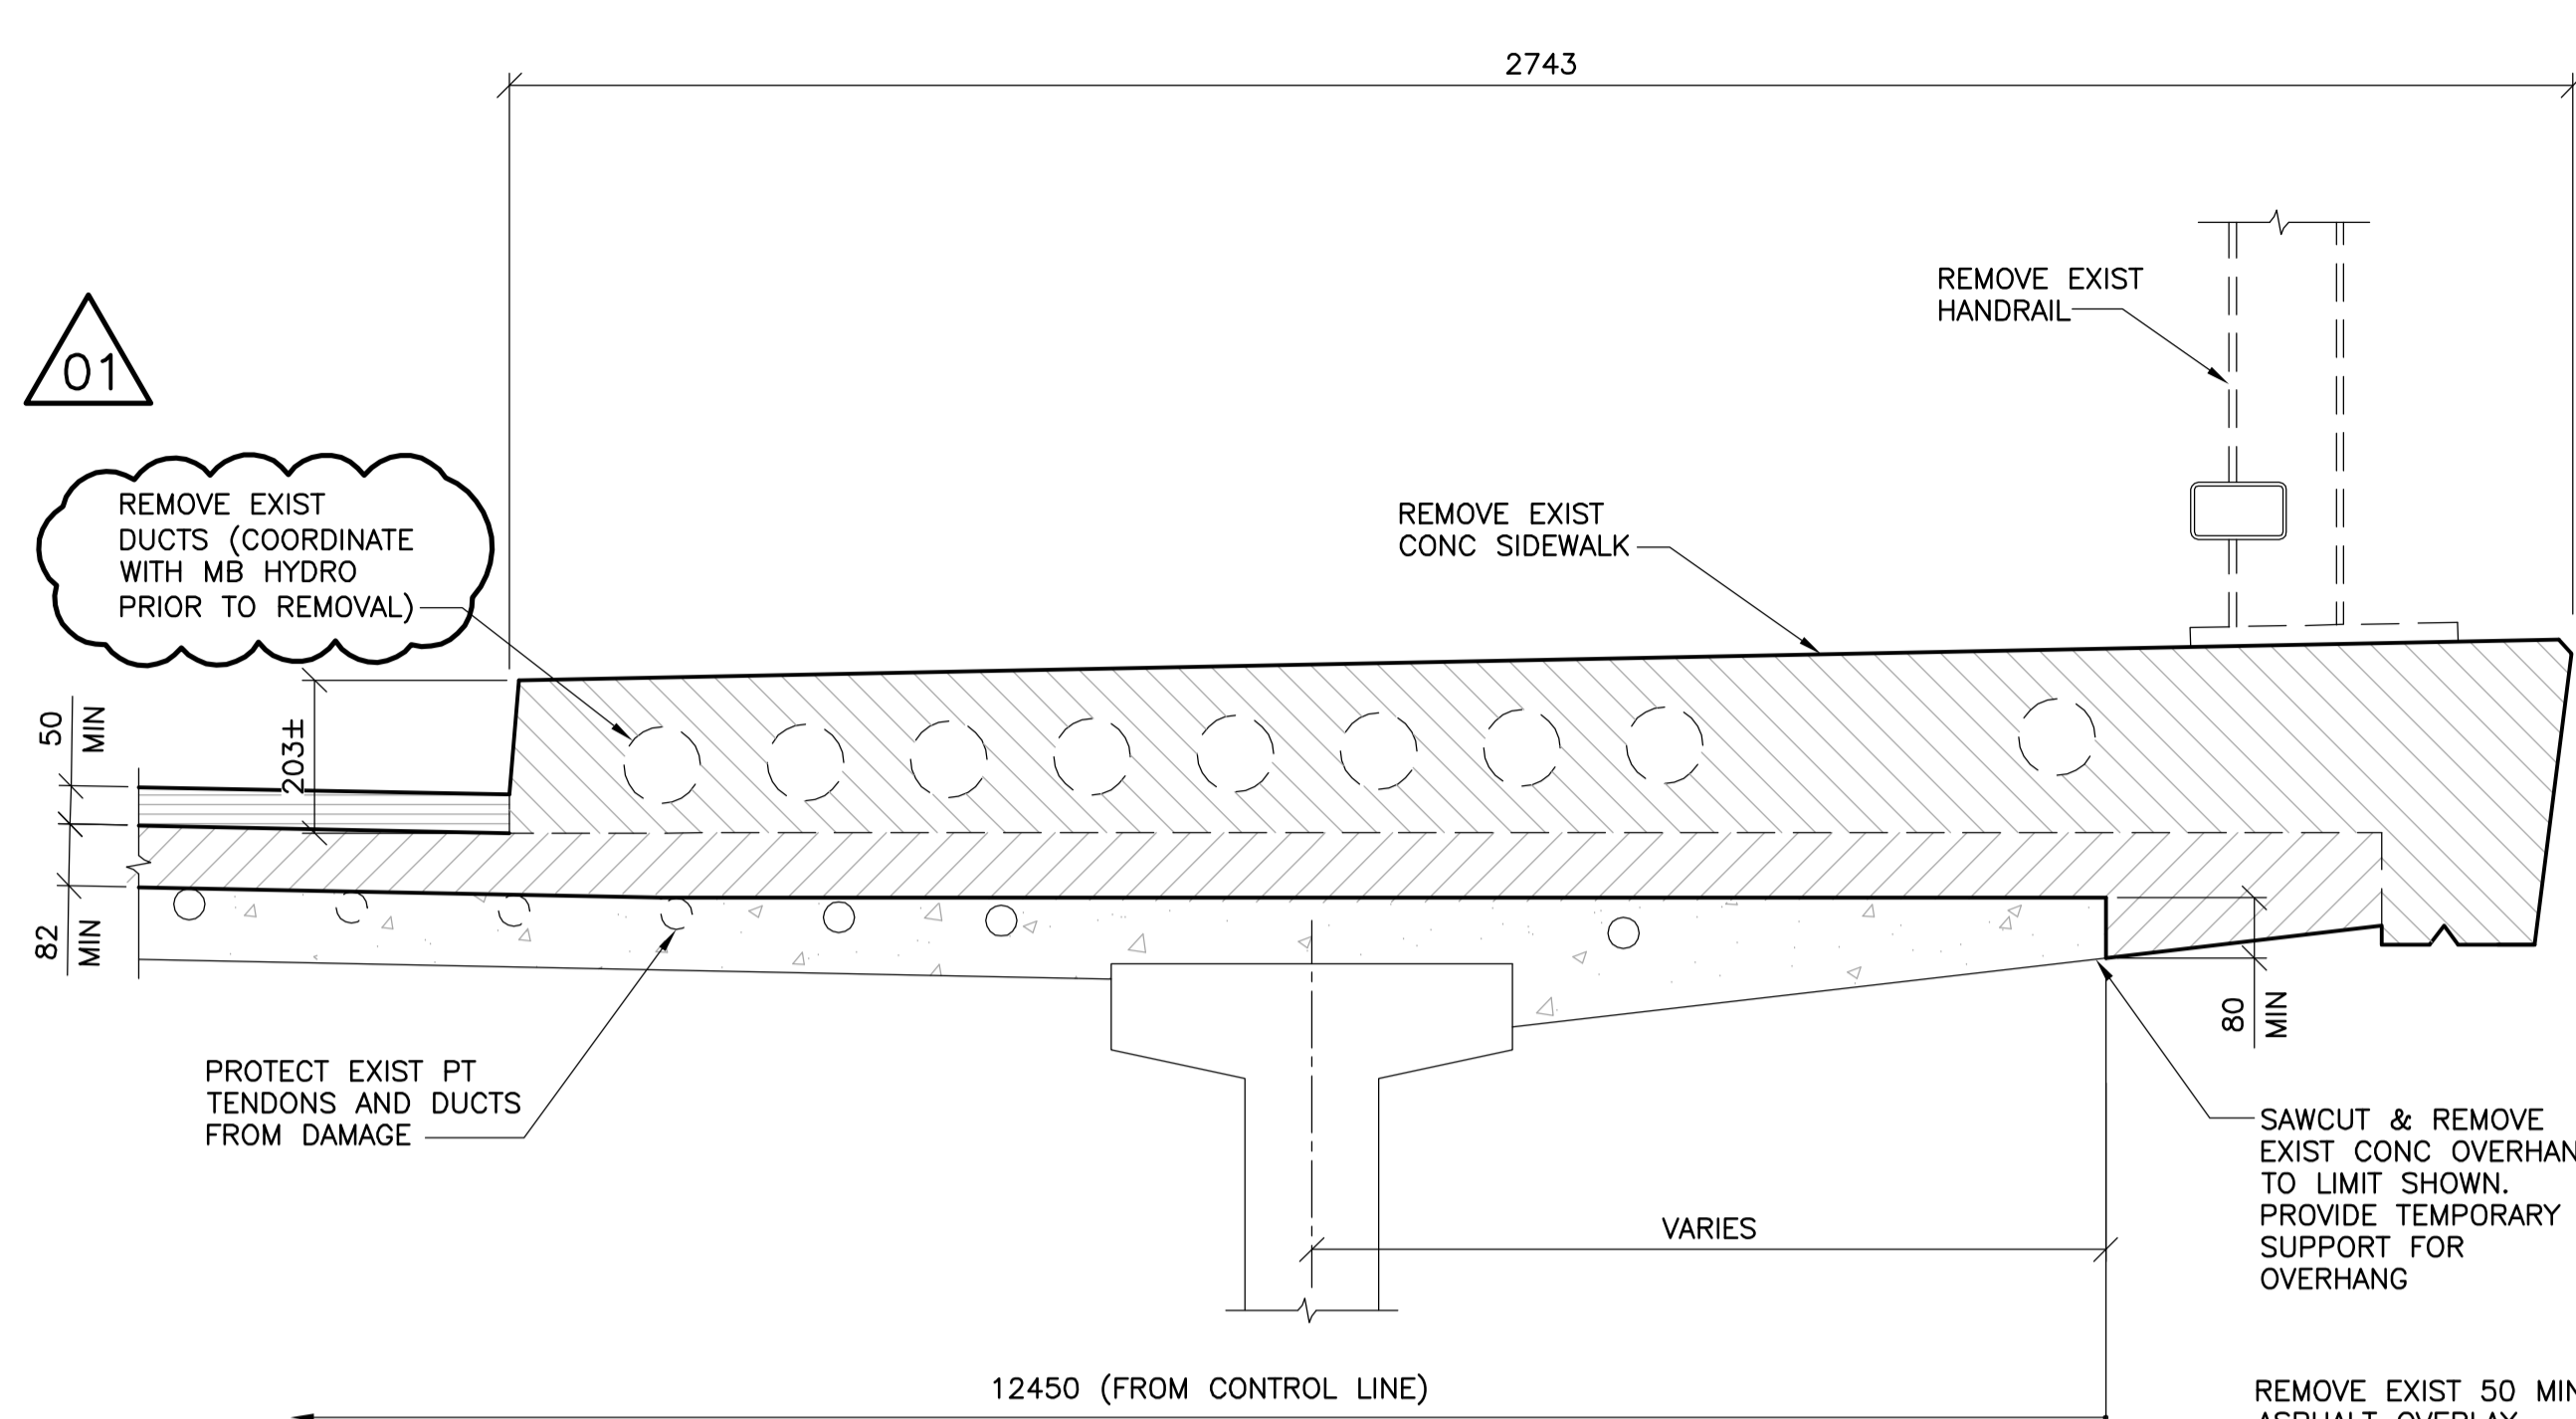 2743
REMOVE EXIST
HANDRAIL
01
REMOVE EXIST
DUCTS (COORDINATE
WITH MB HYDRO
PRIOR TO REMOVAL)
REMOVE EXIST
CONC SIDEWALK
50
MIN
203±
82
MIN
80
MIN
PROTECT EXIST PT
TENDONS AND DUCTS
FROM DAMAGE
SAWCUT & REMOVE
EXIST CONC
TO LIMIT SHOWN.
PROVIDE TEMPORARY
SUPPORT FOR
OVERHANG
VARIES
12450 (FROM CONTROL LINE)
REMOVE EXIST 50 MIN
ASPHALT OVERLAY